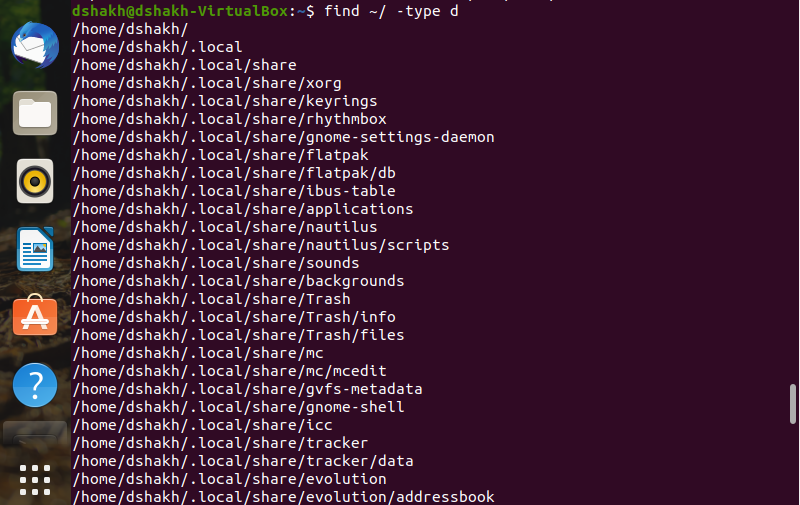 dshakh@dshakh-VirtualBox:~$ find ~/ -type d
/home/dshakh/
/home/dshakh/.local
/home/dshakh/.local/share
/home/dshakh/.local/share/xorg
/home/dshakh/.local/share/keyrings
/home/dshakh/.local/share/rhythmbox
/home/dshakh/.local/share/gnome-settings-daemon
/home/dshakh/.local/share/flatpak
/home/dshakh/.local/share/flatpak/db
/home/dshakh/.local/share/ibus-table
/home/dshakh/.local/share/applications
/home/dshakh/.local/share/nautilus
/home/dshakh/.local/share/nautilus/scripts
/home/dshakh/.local/share/sounds
/home/dshakh/.local/share/backgrounds
/home/dshakh/.local/share/Trash
/home/dshakh/.local/share/Trash/info
/home/dshakh/.local/share/Trash/files
/home/dshakh/.local/share/mc
/home/dshakh/.local/share/mc/mcedit
/home/dshakh/.local/share/gvfs-metadata
/home/dshakh/.local/share/gnome-shell
/home/dshakh/.local/share/icc
/home/dshakh/.local/share/tracker
/home/dshakh/.local/share/tracker/data
/home/dshakh/.local/share/evolution
/home/dshakh/.local/share/evolution/addressbook